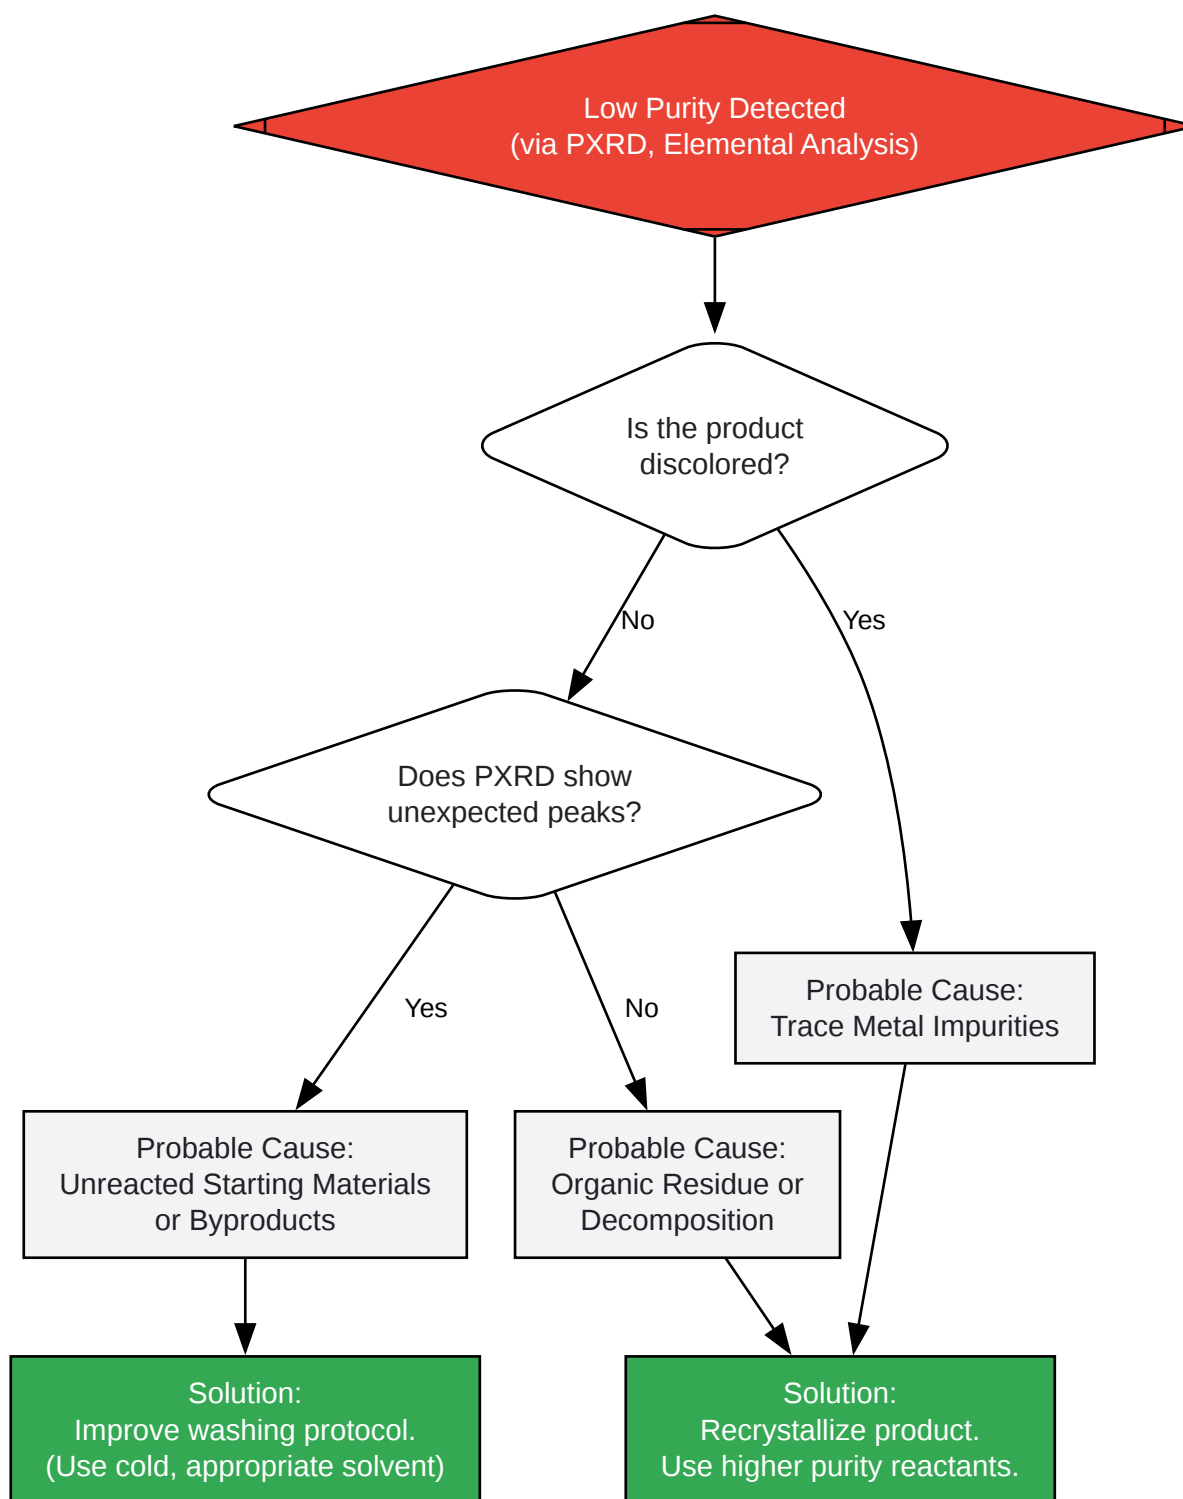 Low Purity Detected
(via PXRD, Elemental Analysis)
Is the product
discolored?
No
Yes
Does PXRD show
unexpected peaks?
Yes
No
Probable Cause:
Trace Metal Impurities
Probable Cause:
Unreacted Starting Materials
or Byproducts
Probable Cause:
Organic Residue or
Decomposition
Solution:
Improve washing protocol.
(Use cold, appropriate solvent)
Solution:
Recrystallize product.
Use higher purity reactants.